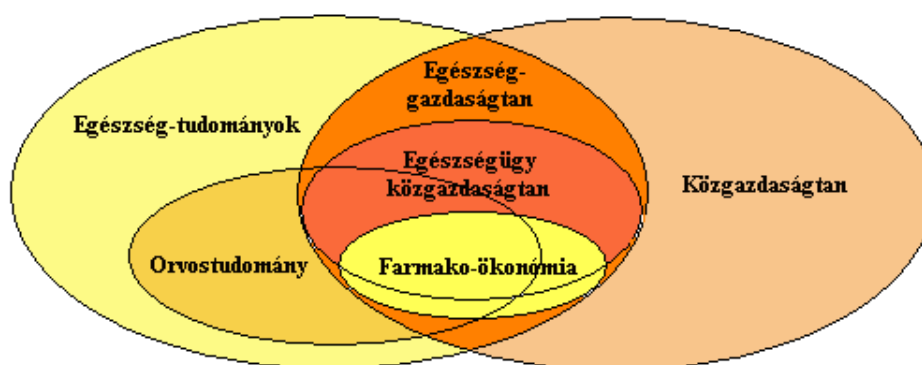 Egészség-
gazdaságtan
Egészség-tudományok
Egészségügy
közgazdaságtan
Közgazdaságtan
Orvostudomány
Farmako-ökonómia